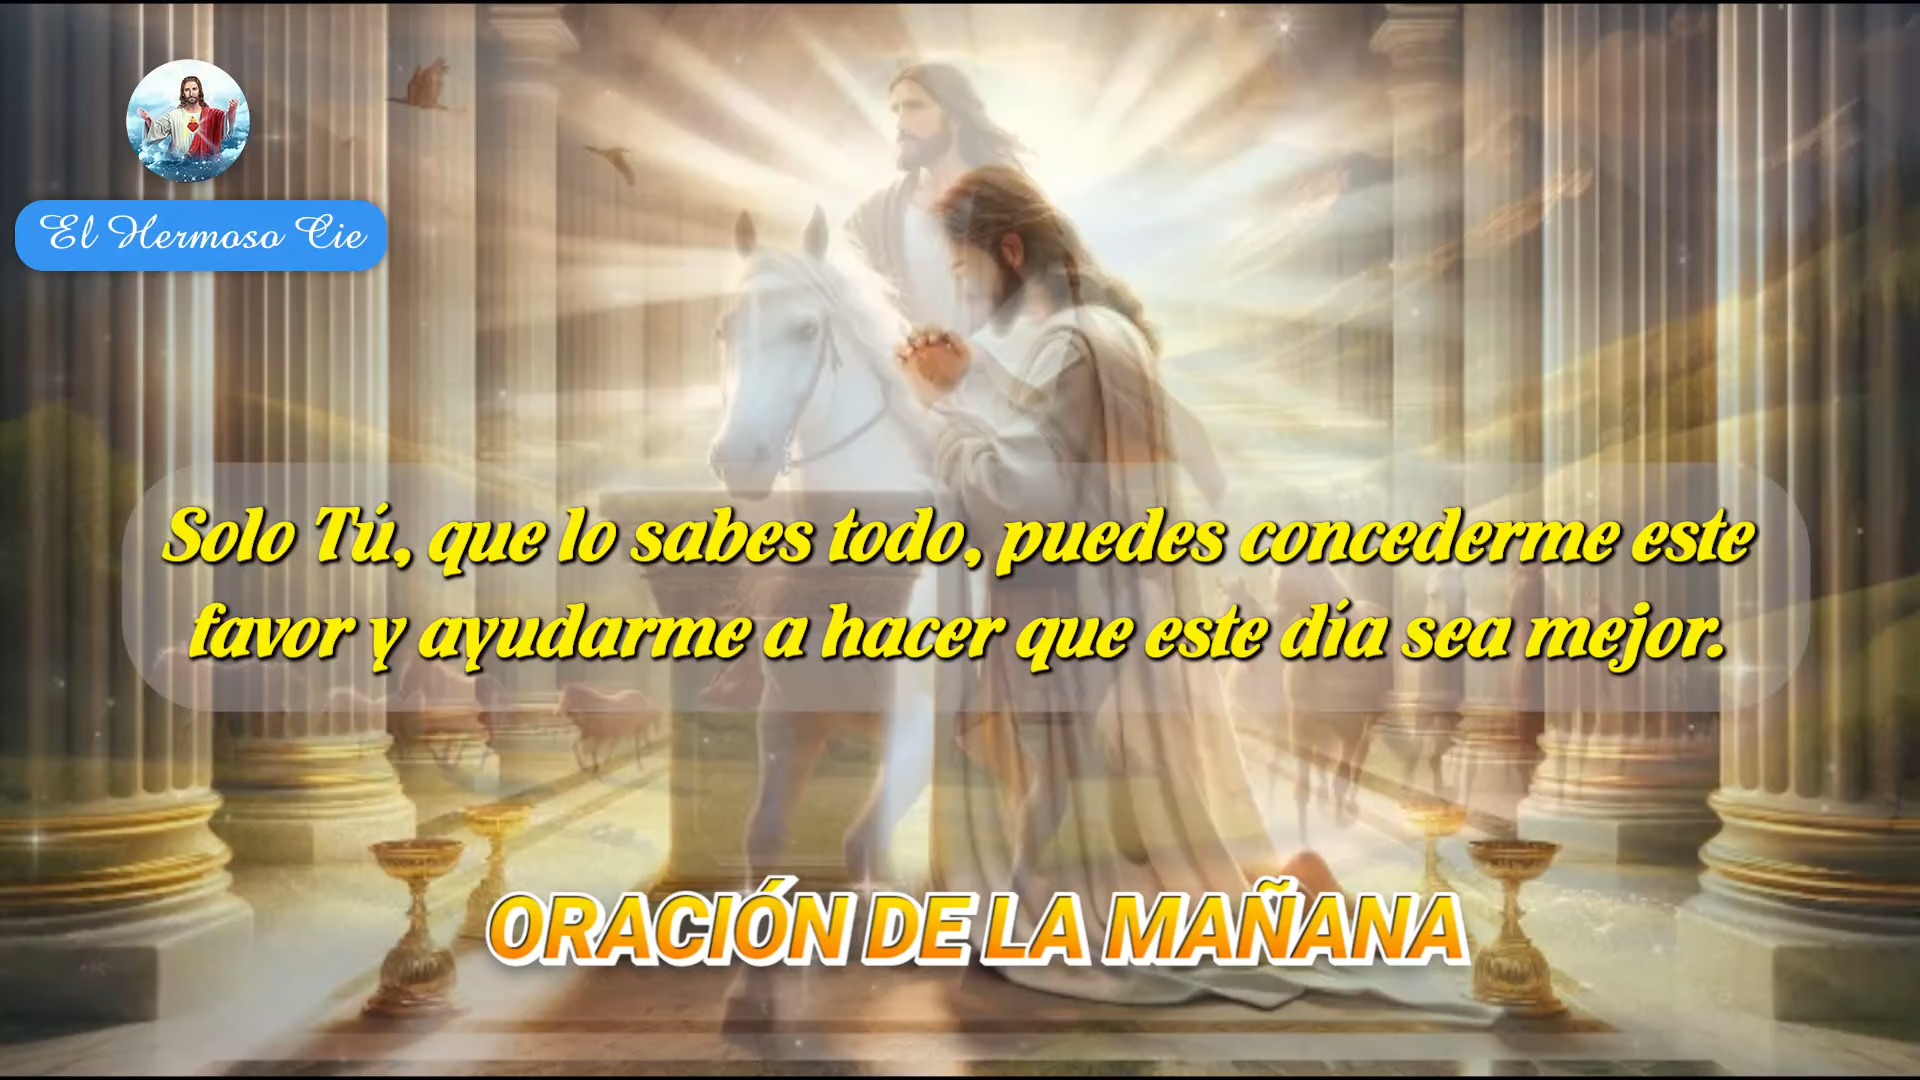 El Hermoso Cie
Solo Tú, que lo sabes todo, puedes concederme este
favor y ayudarme a hacer que este día sea mejor.
ORACIÓN DE LA MAÑANA